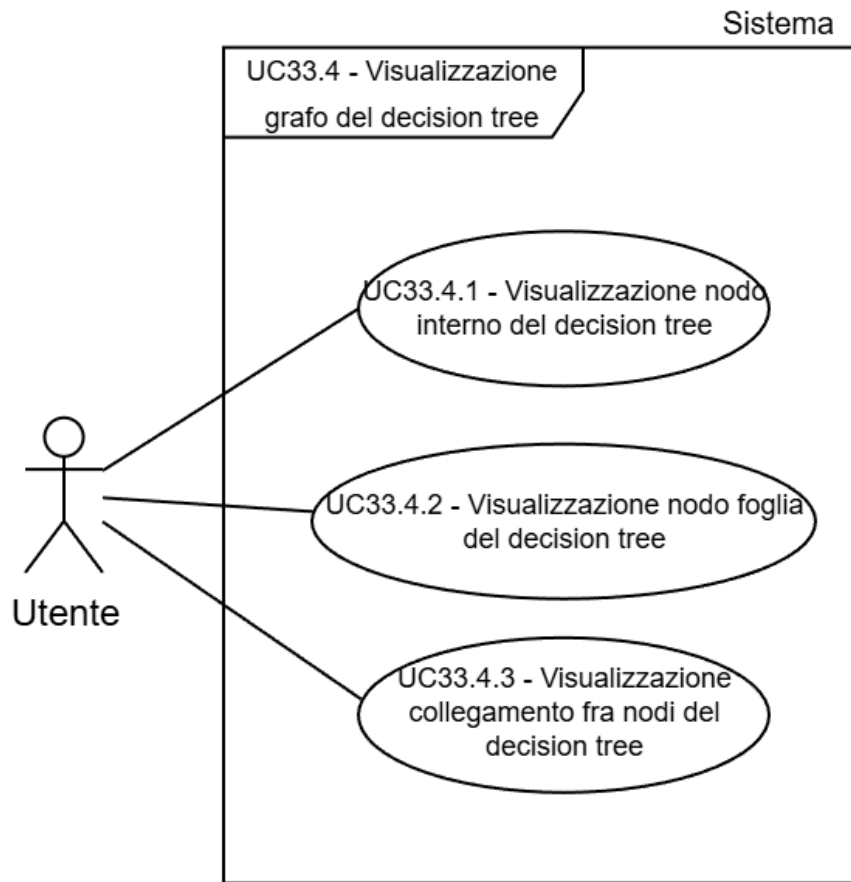 Sistema
UC33.4 - Visualizzazione
grafo del decision tree
UC33.4.1 - Visualizzazione nodo
interno del decision tree
UC33.4.2 - Visualizzazione nodo foglia
del decision tree
Utente
UC33.4.3 - Visualizzazione
collegamento fra nodi del
decision tree